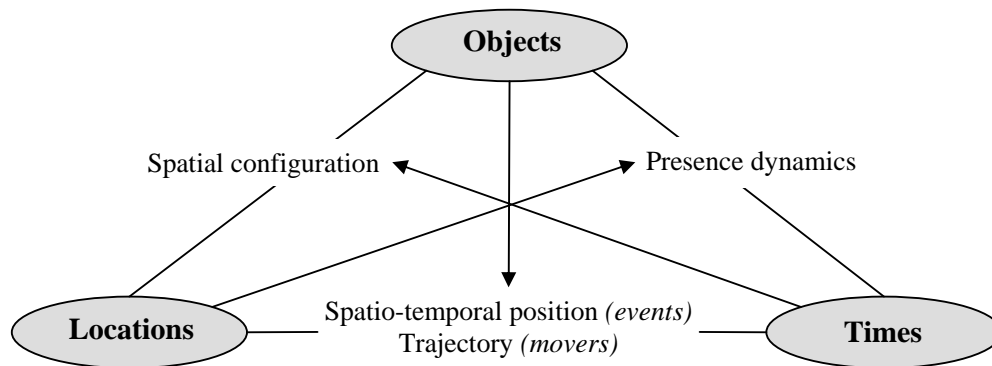 Objects
Spatial configuration
Presence dynamics
Spatio-temporal position (events)
Trajectory (movers)
Locations
Times